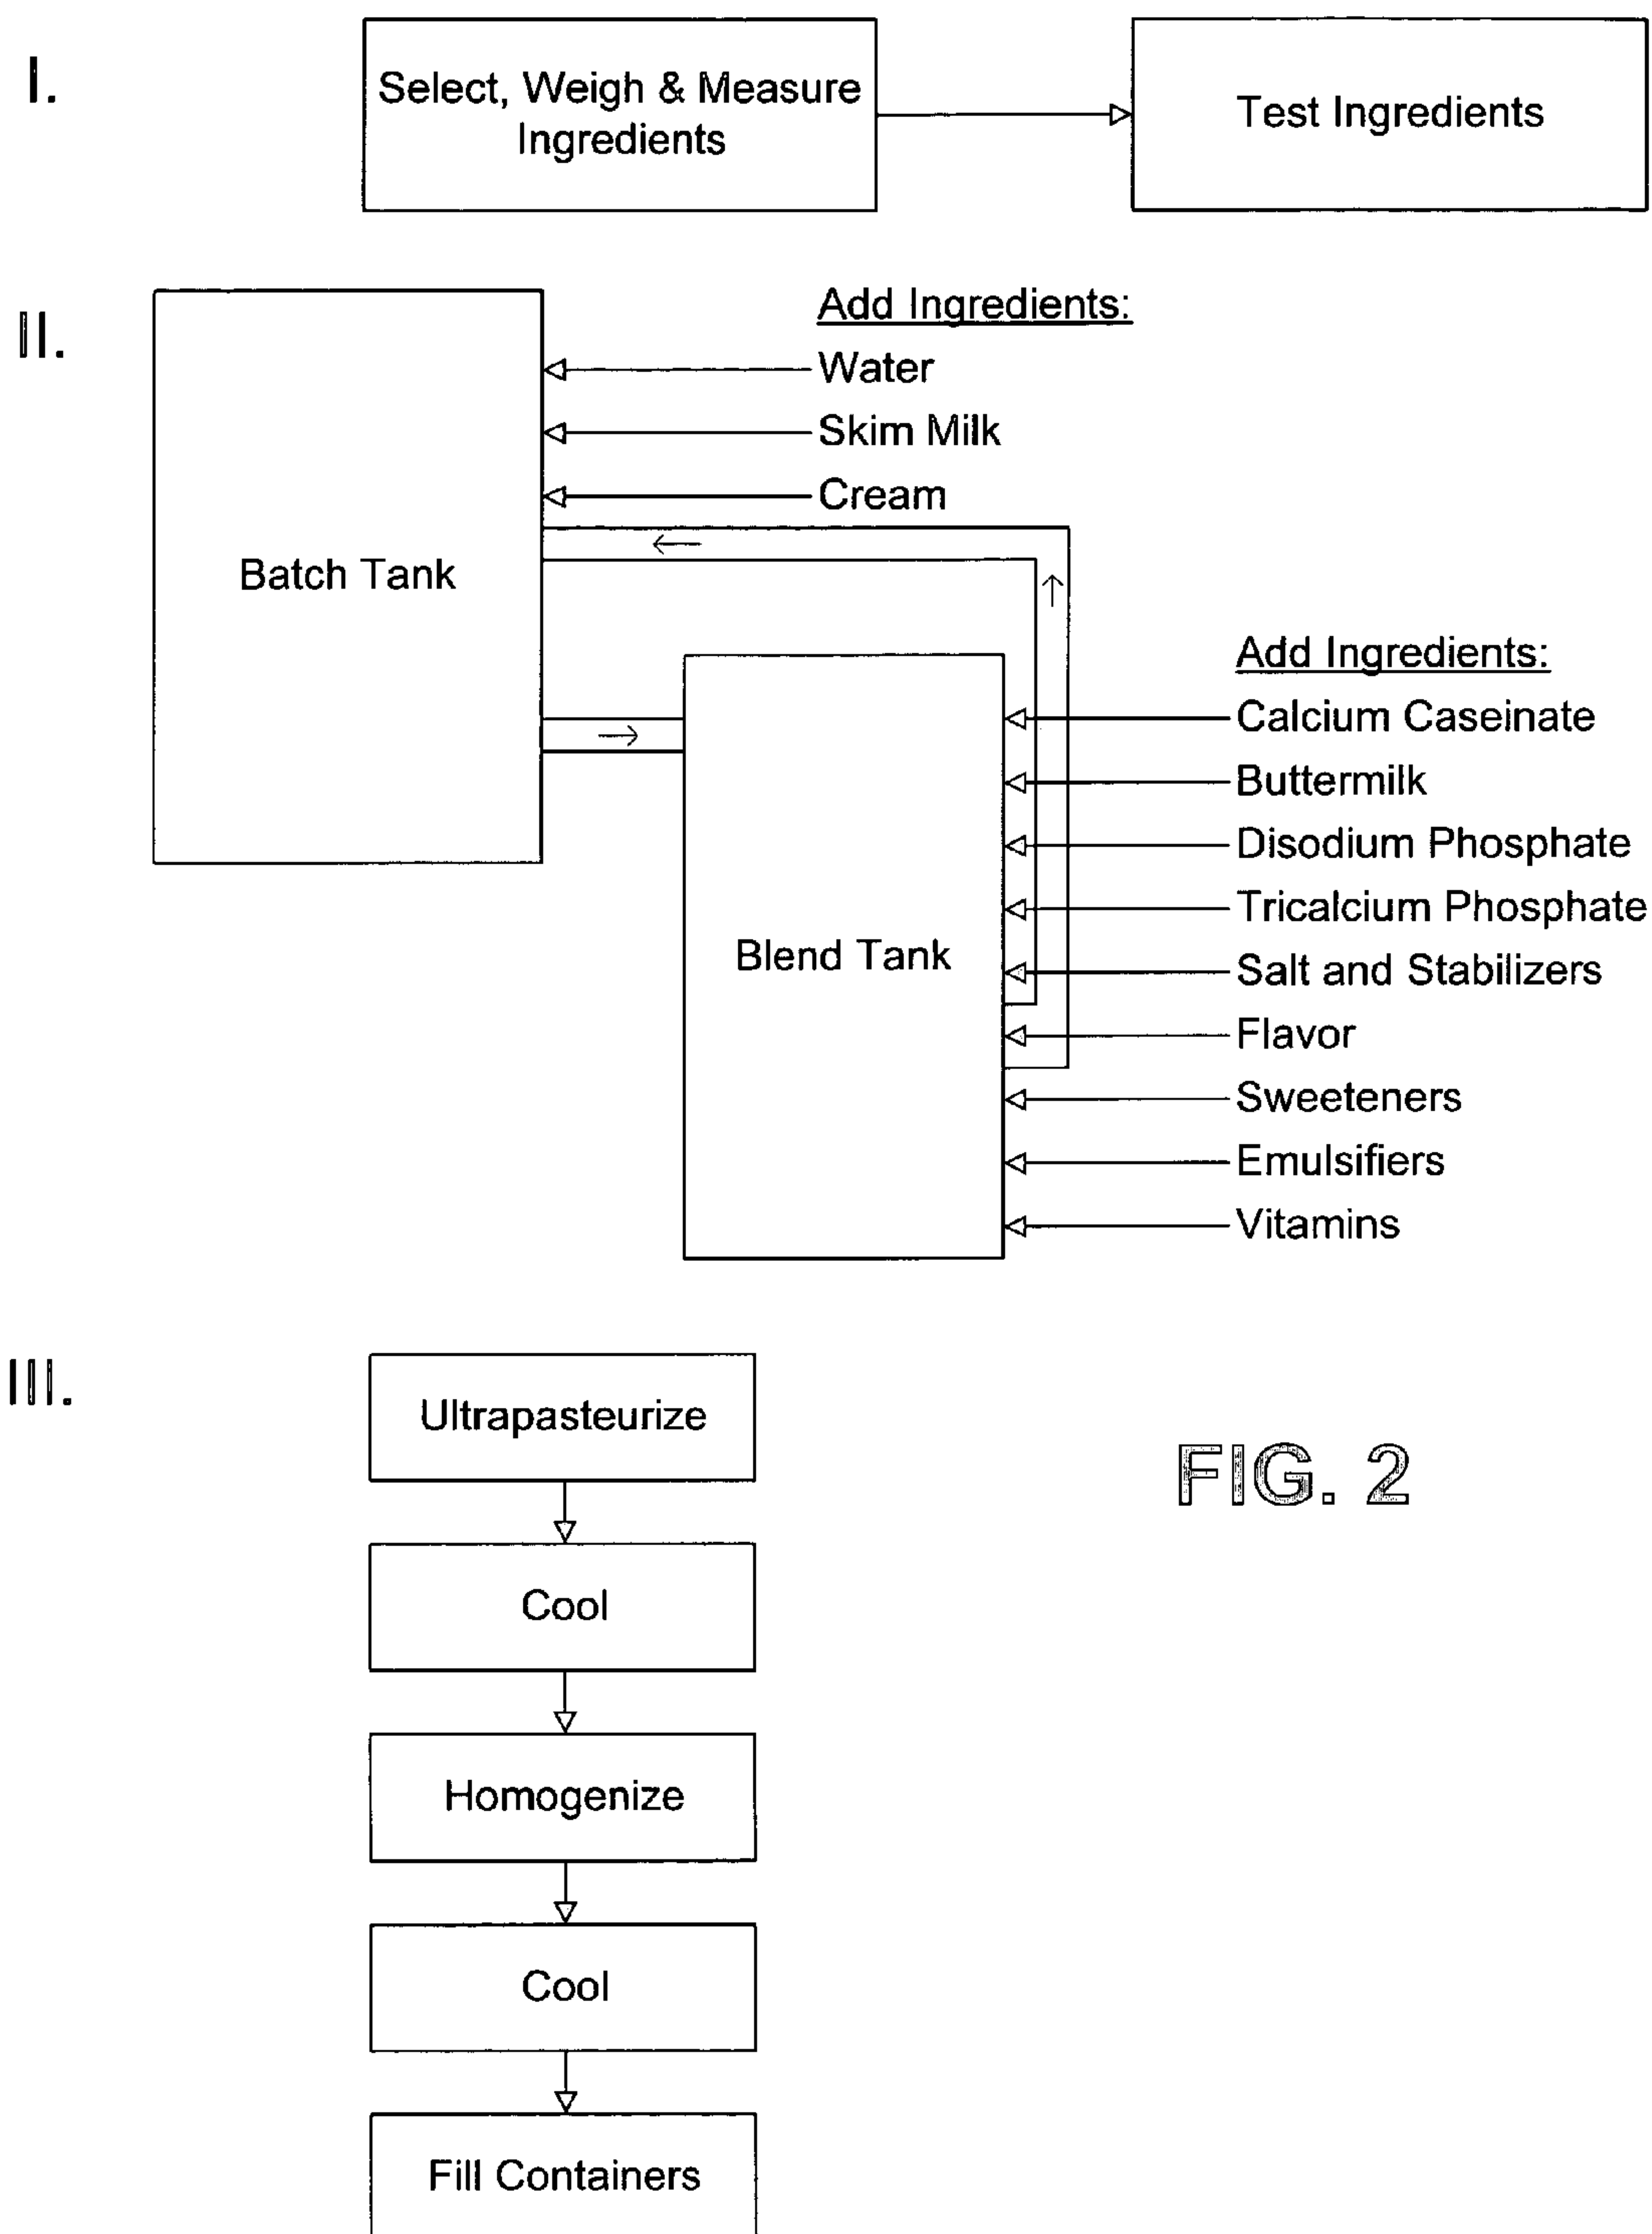 I.
Select, Weigh & Measure
Ingredients
Test Ingredients
II.
Add Ingredients:
Water
Skim Milk
Cream
Batch Tank
Add Ingredients:
Calcium Caseinate
Buttermilk
Disodium Phosphate
Tricalcium Phosphate
Blend Tank
Salt and Stabilizers
Flavor
Sweeteners
Emulsifiers
Vitamins
III.
Ultrapasteurize
FIG. 2
Cool
Homogenize
Cool
Fill Containers